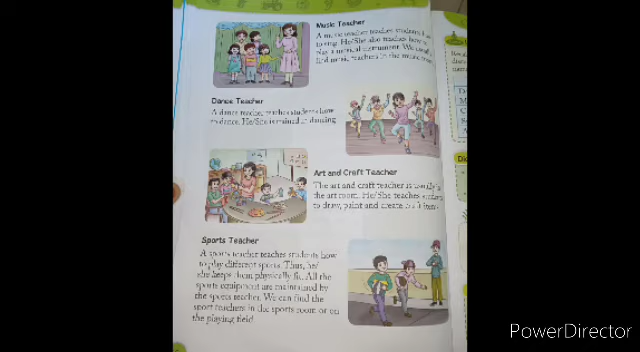 Music Teacher
A music teacher teaches students how
to sing. He/She also teaches how to
play a musical instrument. We can
find music teachers in the music room.
Dance Teacher
A dance teacher teaches students how
to dance. He/She is trained in dancing.
Art and Craft Teacher
The art and craft teacher is usually in
the art room. He/She teaches students
to draw, paint and create craft items.
Sports Teacher
A sports teacher teaches students how
to play different sports. Thus, he/
she keeps them physically fit. All the
sports equipment are maintained by
the sports teacher. We can find the
sport teachers in the sports room or on
the playing field.
PowerDirector